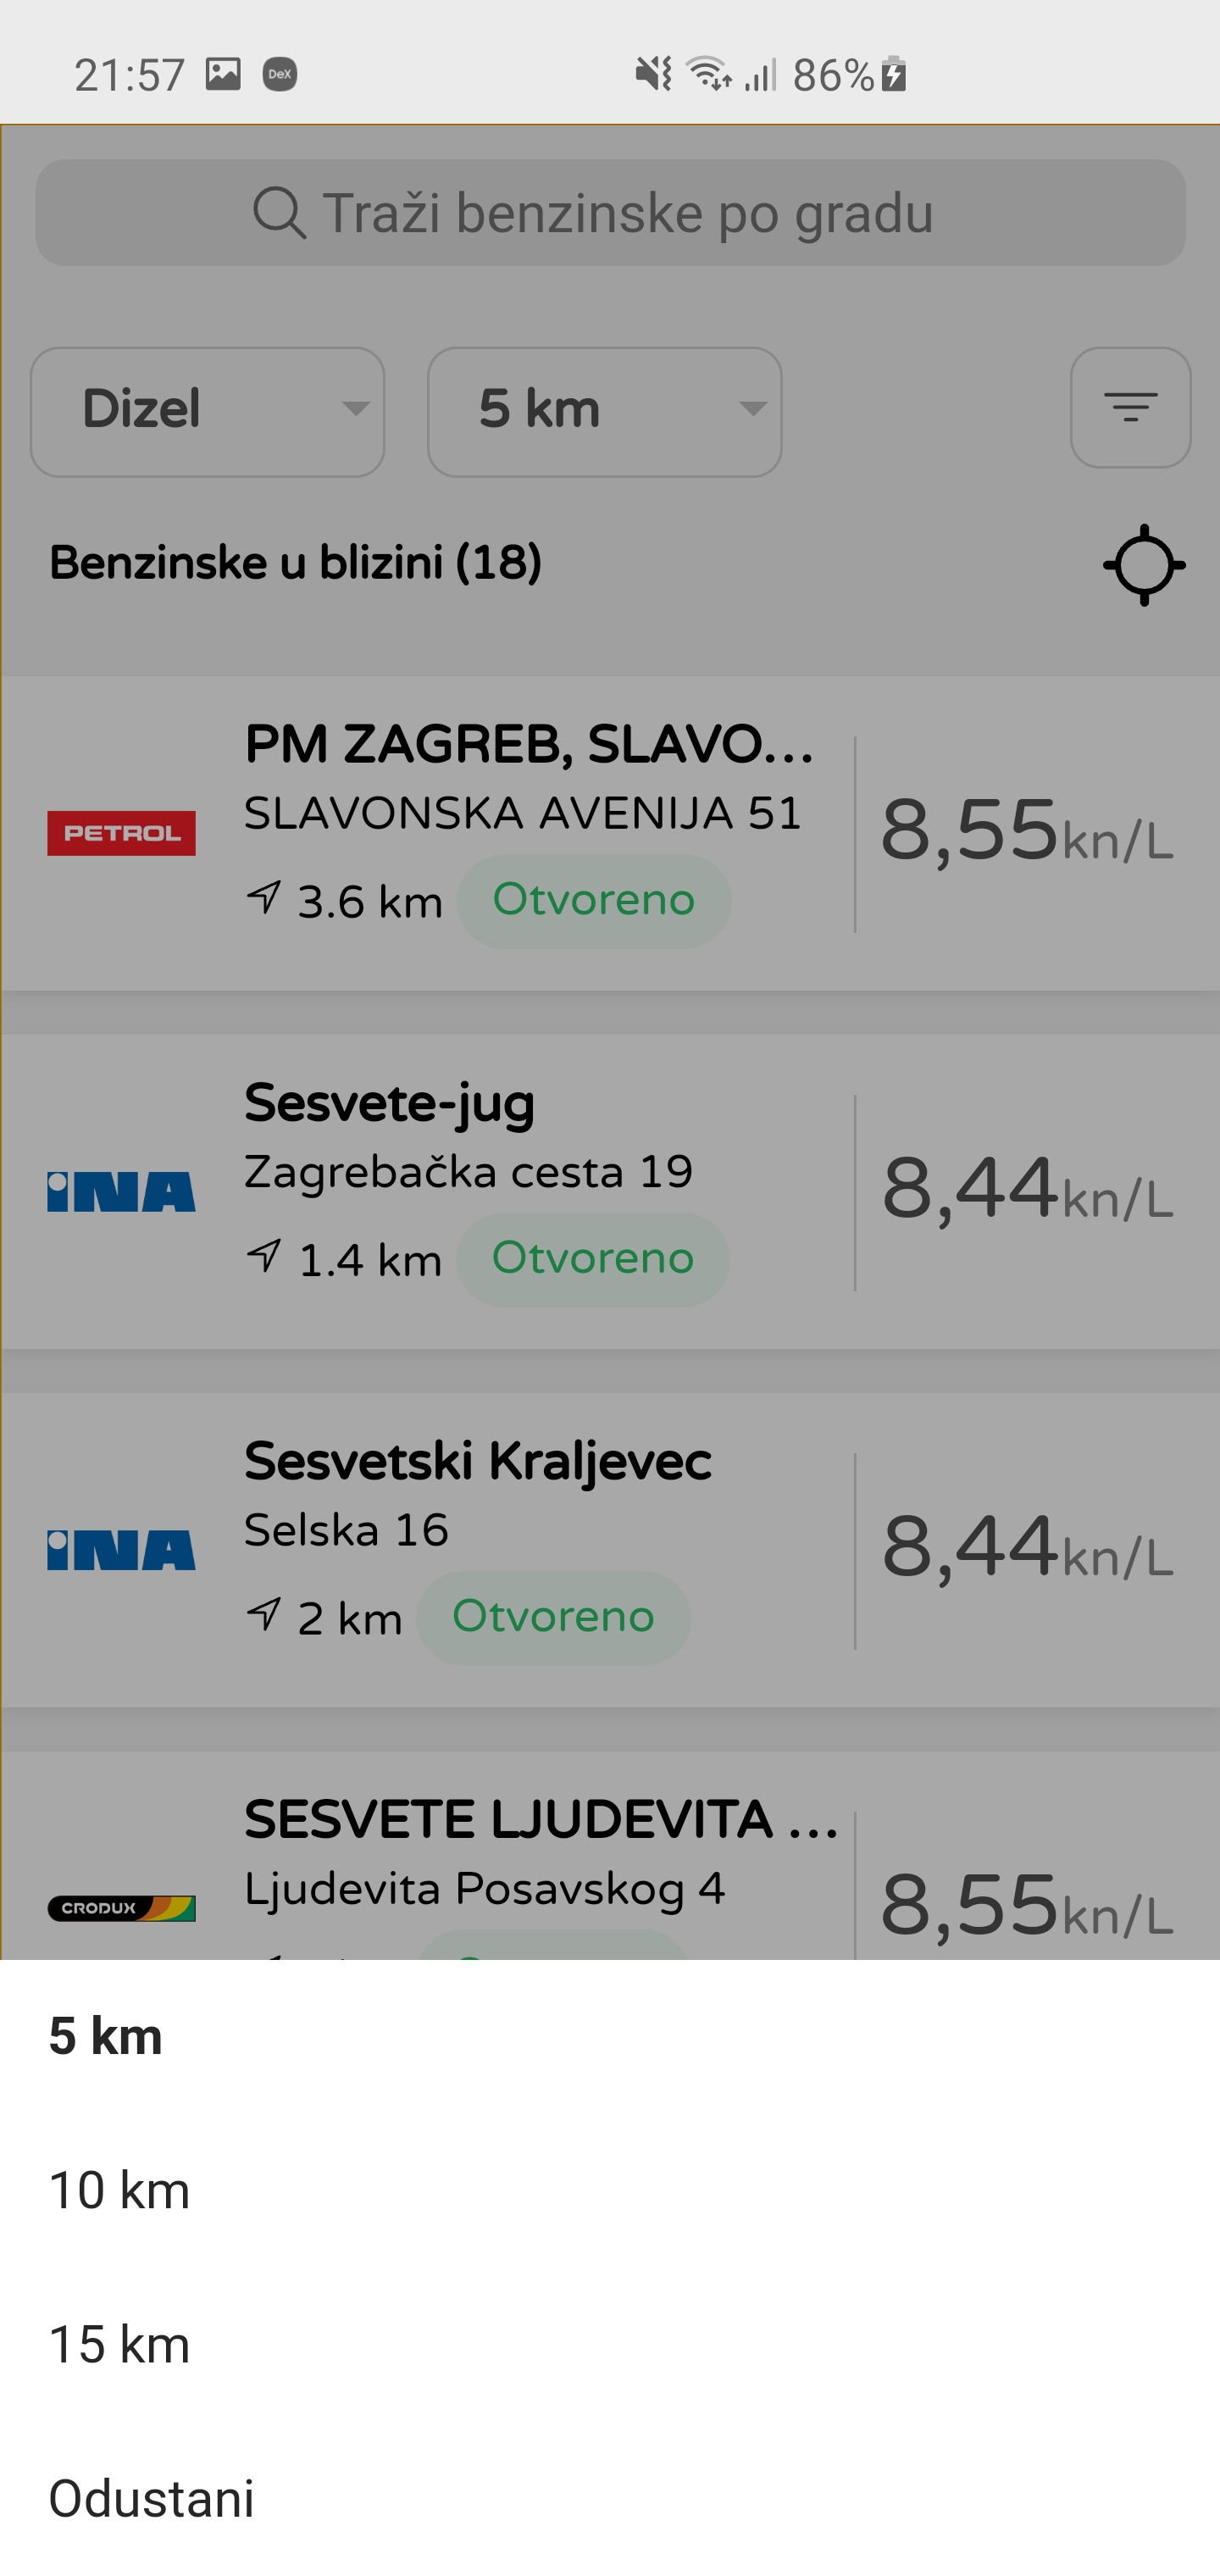 21:57 DeX 86%
Traži benzinske po gradu
Dizel 5 km
Benzinske u blizini (18)
PM ZAGREB, SLAVO...
PETROL SLAVONSKA AVENIJA 51 8,55kn/L
3.6 km Otvoreno
Sesvete-jug
INA Zagrebačka cesta 19 8,44kn/L
1.4 km Otvoreno
Sesvetski Kraljevec
INA Selska 16 8,44kn/L
2 km Otvoreno
SESVETE LJUDEVITA ...
CRODUX Ljudevita Posavskog 4 8,55kn/L
5 km
10 km
15 km
Odustani